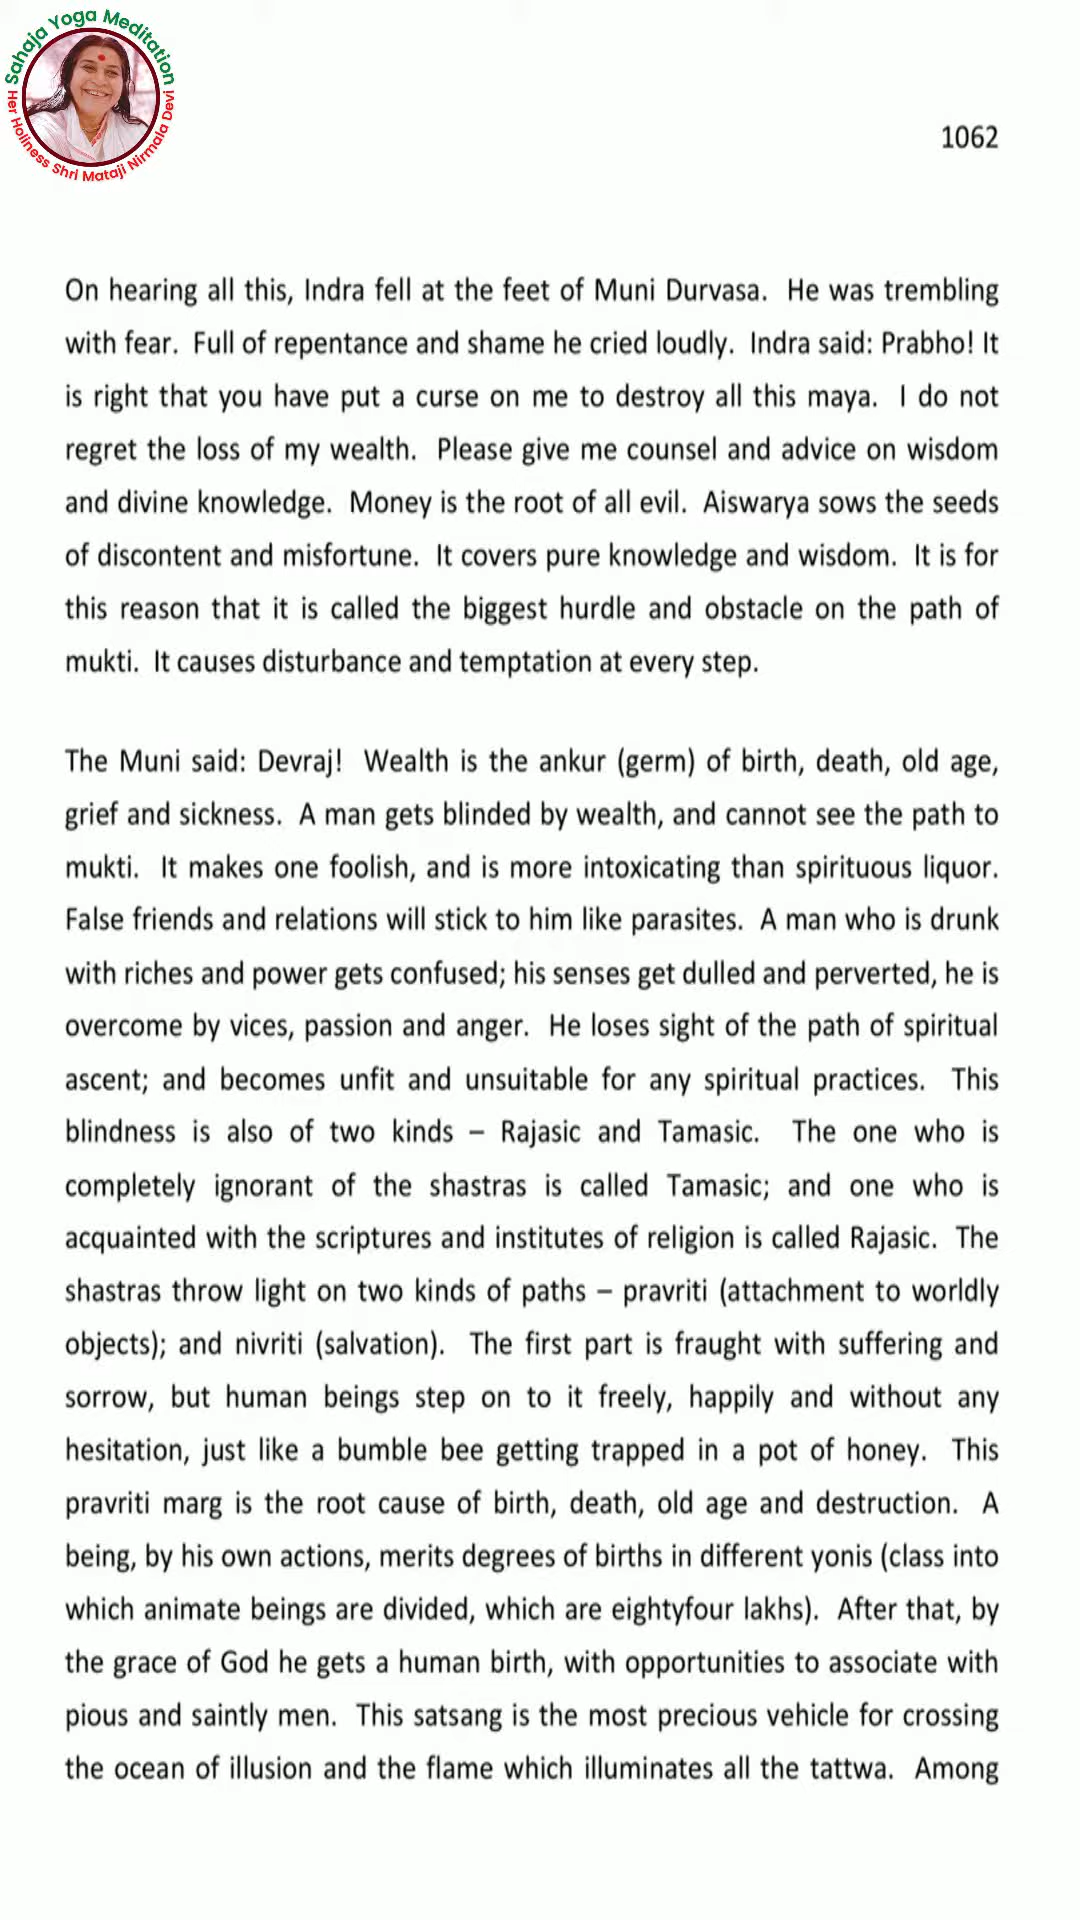 Sahaja Yoga Meditation
Her Holiness Shri Mataji Nirmala Devi
1062
On hearing all this, Indra fell at the feet of Muni Durvasa. He was trembling
with fear. Full of repentance and shame he cried loudly. Indra said: Prabho! It
is right that you have put a curse on me to destroy all this maya. I do not
regret the loss of my wealth. Please give me counsel and advice on wisdom
and divine knowledge. Money is the root of all evil. Aiswarya sows the seeds
of discontent and misfortune. It covers pure knowledge and wisdom. It is for
this reason that it is called the biggest hurdle and obstacle on the path of
mukti. It causes disturbance and temptation at every step.
The Muni said: Devraj! Wealth is the ankur (germ) of birth, death, old age,
grief and sickness. A man gets blinded by wealth, and cannot see the path to
mukti. It makes one foolish, and is more intoxicating than spirituous liquor.
False friends and relations will stick to him like parasites. A man who is drunk
with riches and power gets confused; his senses get dulled and perverted, he is
overcome by vices, passion and anger. He loses sight of the path of spiritual
ascent; and becomes unfit and unsuitable for any spiritual practices. This
blindness is also of two kinds – Rajasic and Tamasic. The one who is
completely ignorant of the shastras is called Tamasic; and one who is
acquainted with the scriptures and institutes of religion is called Rajasic. The
shastras throw light on two kinds of paths – pravriti (attachment to worldly
objects); and nivriti (salvation). The first part is fraught with suffering and
sorrow, but human beings step on to it freely, happily and without any
hesitation, just like a bumble bee getting trapped in a pot of honey. This
pravriti marg is the root cause of birth, death, old age and destruction. A
being, by his own actions, merits degrees of births in different yonis (class into
which animate beings are divided, which are eightyfour lakhs). After that, by
the grace of God he gets a human birth, with opportunities to associate with
pious and saintly men. This satsang is the most precious vehicle for crossing
the ocean of illusion and the flame which illuminates all the tattwa. Among